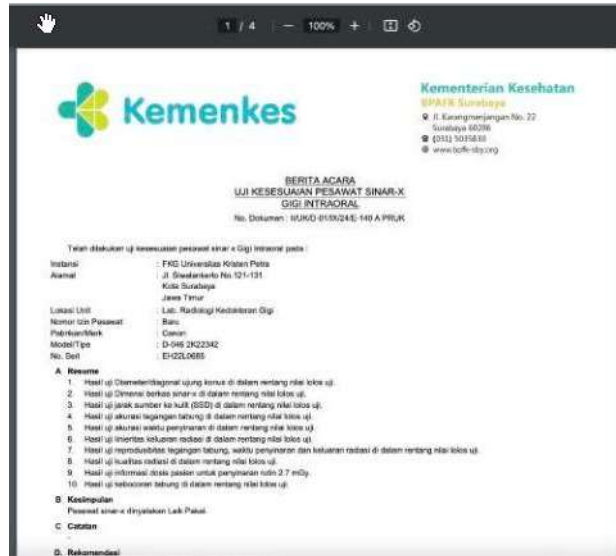 1 / 4 — 100% +
Kemenkes
Kementerian Kesehatan
BPAFK Surabaya
Jl. Karangmenjangan No. 22
Surabaya 60286
(031) 5035830
www.bpfk-sby.org
BERITA ACARA
UJI KESESUAIAN PESAWAT SINAR-X
GIGI INTRAORAL
No. Dokumen :
Telah dilakukan uji kesesuaian pesawat sinar x Gigi Intraoral pada :
Instansi : FKG Universitas Kristen Petra
Alamat : Jl. Siwalankerto No.121-131
Kota Surabaya
Jawa Timur
Lokasi Unit : Lab. Radiologi Kedokteran Gigi
Nomor Izin Pesawat : Baru
Pabrikan/Merk :
Model/Tipe : D-046 2K22342
No. Seri : EH22L0685
A Resume
1. Hasil uji Diameter/diagonal ujung konus di dalam rentang nilai lolos uji.
2. Hasil uji Dimensi berkas sinar-x di dalam rentang nilai lolos uji.
3. Hasil uji jarak sumber ke kulit (SSD) di dalam rentang nilai lolos uji.
4. Hasil uji akurasi tegangan tabung di dalam rentang nilai lolos uji.
5. Hasil uji akurasi waktu penyinaran di dalam rentang nilai lolos uji.
6. Hasil uji linieritas keluaran radiasi di dalam rentang nilai lolos uji.
7. Hasil uji reprodusibilitas tegangan tabung, waktu penyinaran dan keluaran radiasi di dalam rentang nilai lolos uji.
8. Hasil uji kualitas radiasi di dalam rentang nilai lolos uji.
9. Hasil uji informasi dosis pasien untuk penyinaran rutin 2.7 mGy.
10. Hasil uji kebocoran tabung di dalam rentang nilai lolos uji.
B Kesimpulan
Pesawat sinar-x dinyatakan Laik Pakai.
C Catatan
-
D. Rekomendasi